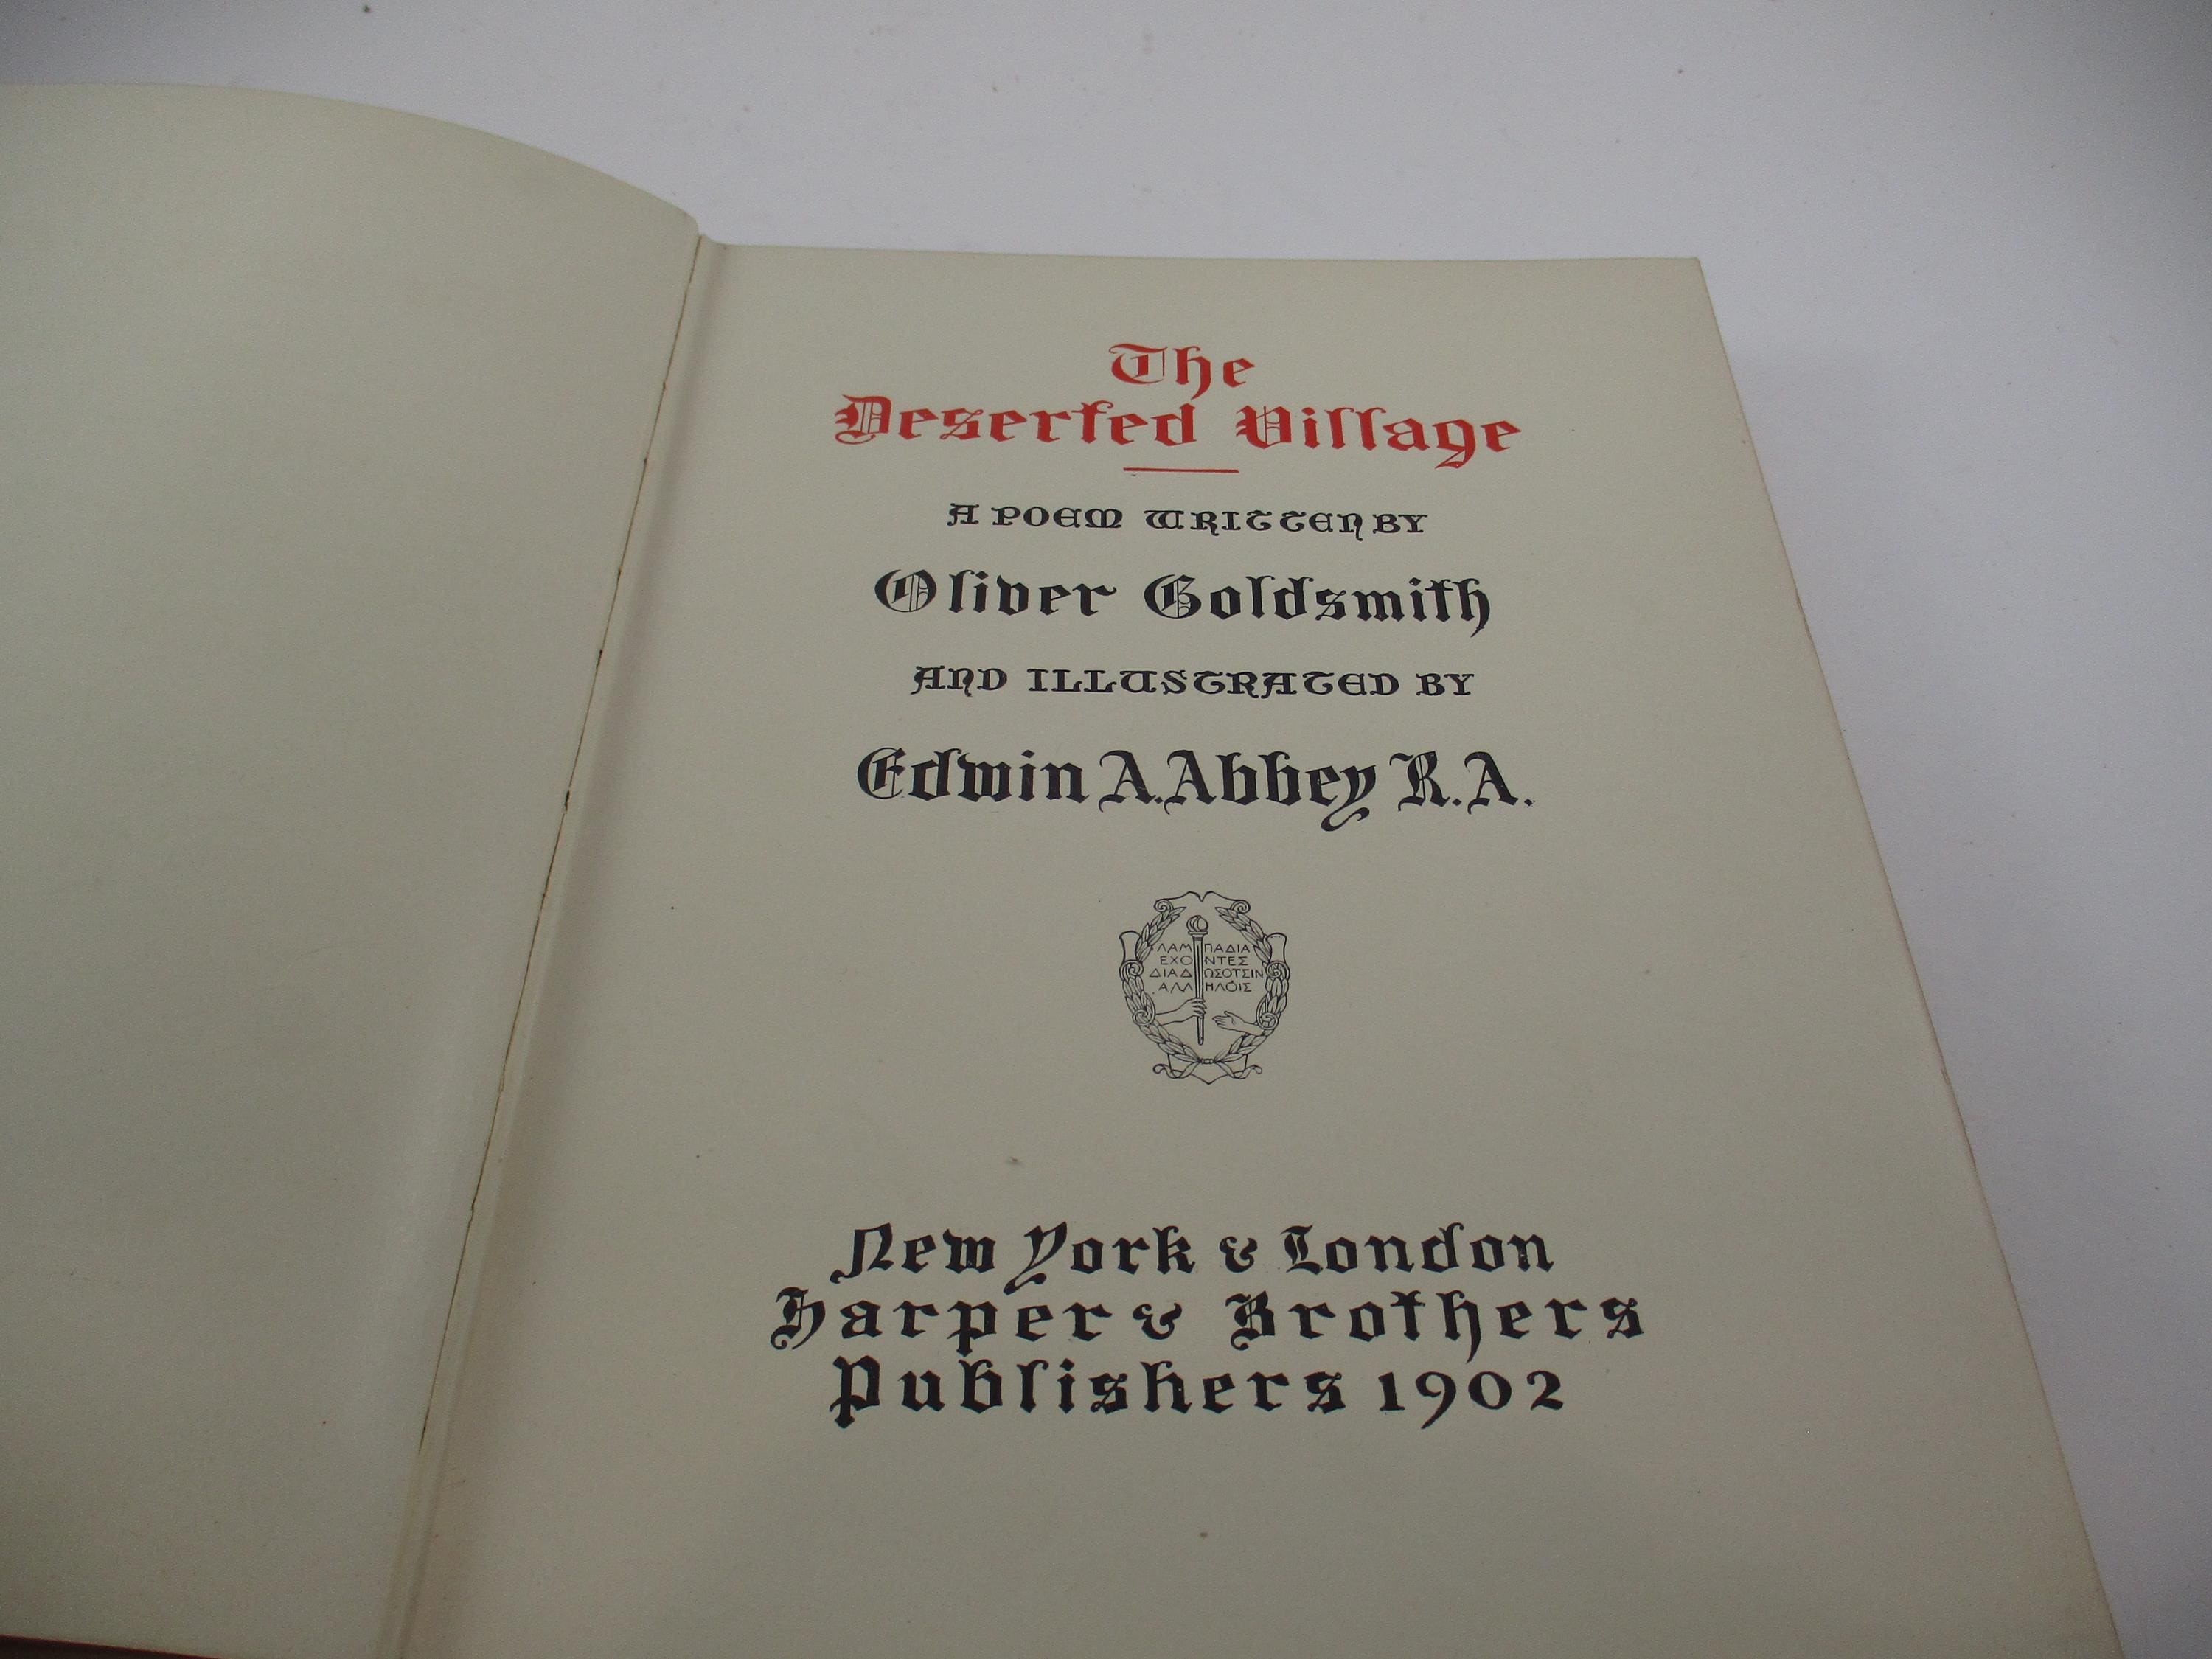 The
Deserted Village
A POEM WRITTEN BY
Oliver Goldsmith
AND ILLUSTRATED BY
Edwin A. Abbey R.A.
ΛΑΜΠΑΔΙΑ
ΕΧΟΝΤΕΣ
ΔΙΑΔΩΣΟΤΣΙΝ
ΑΛΛΗΛΟΙΣ
New York & London
Harper & Brothers
Publishers 1902